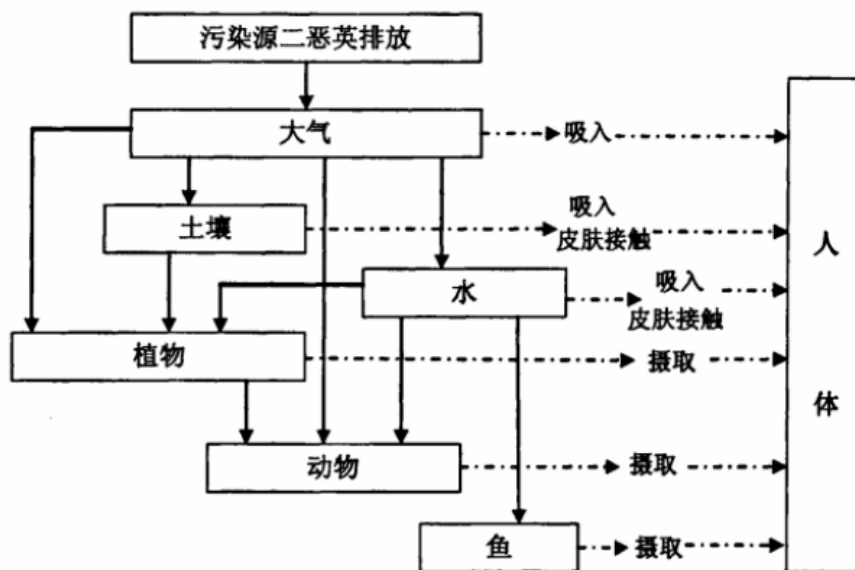 污染源二恶英排放
大气
吸入
土壤
吸入
皮肤接触
人
水
吸入
皮肤接触
植物
摄取
体
动物
摄取
鱼
摄取